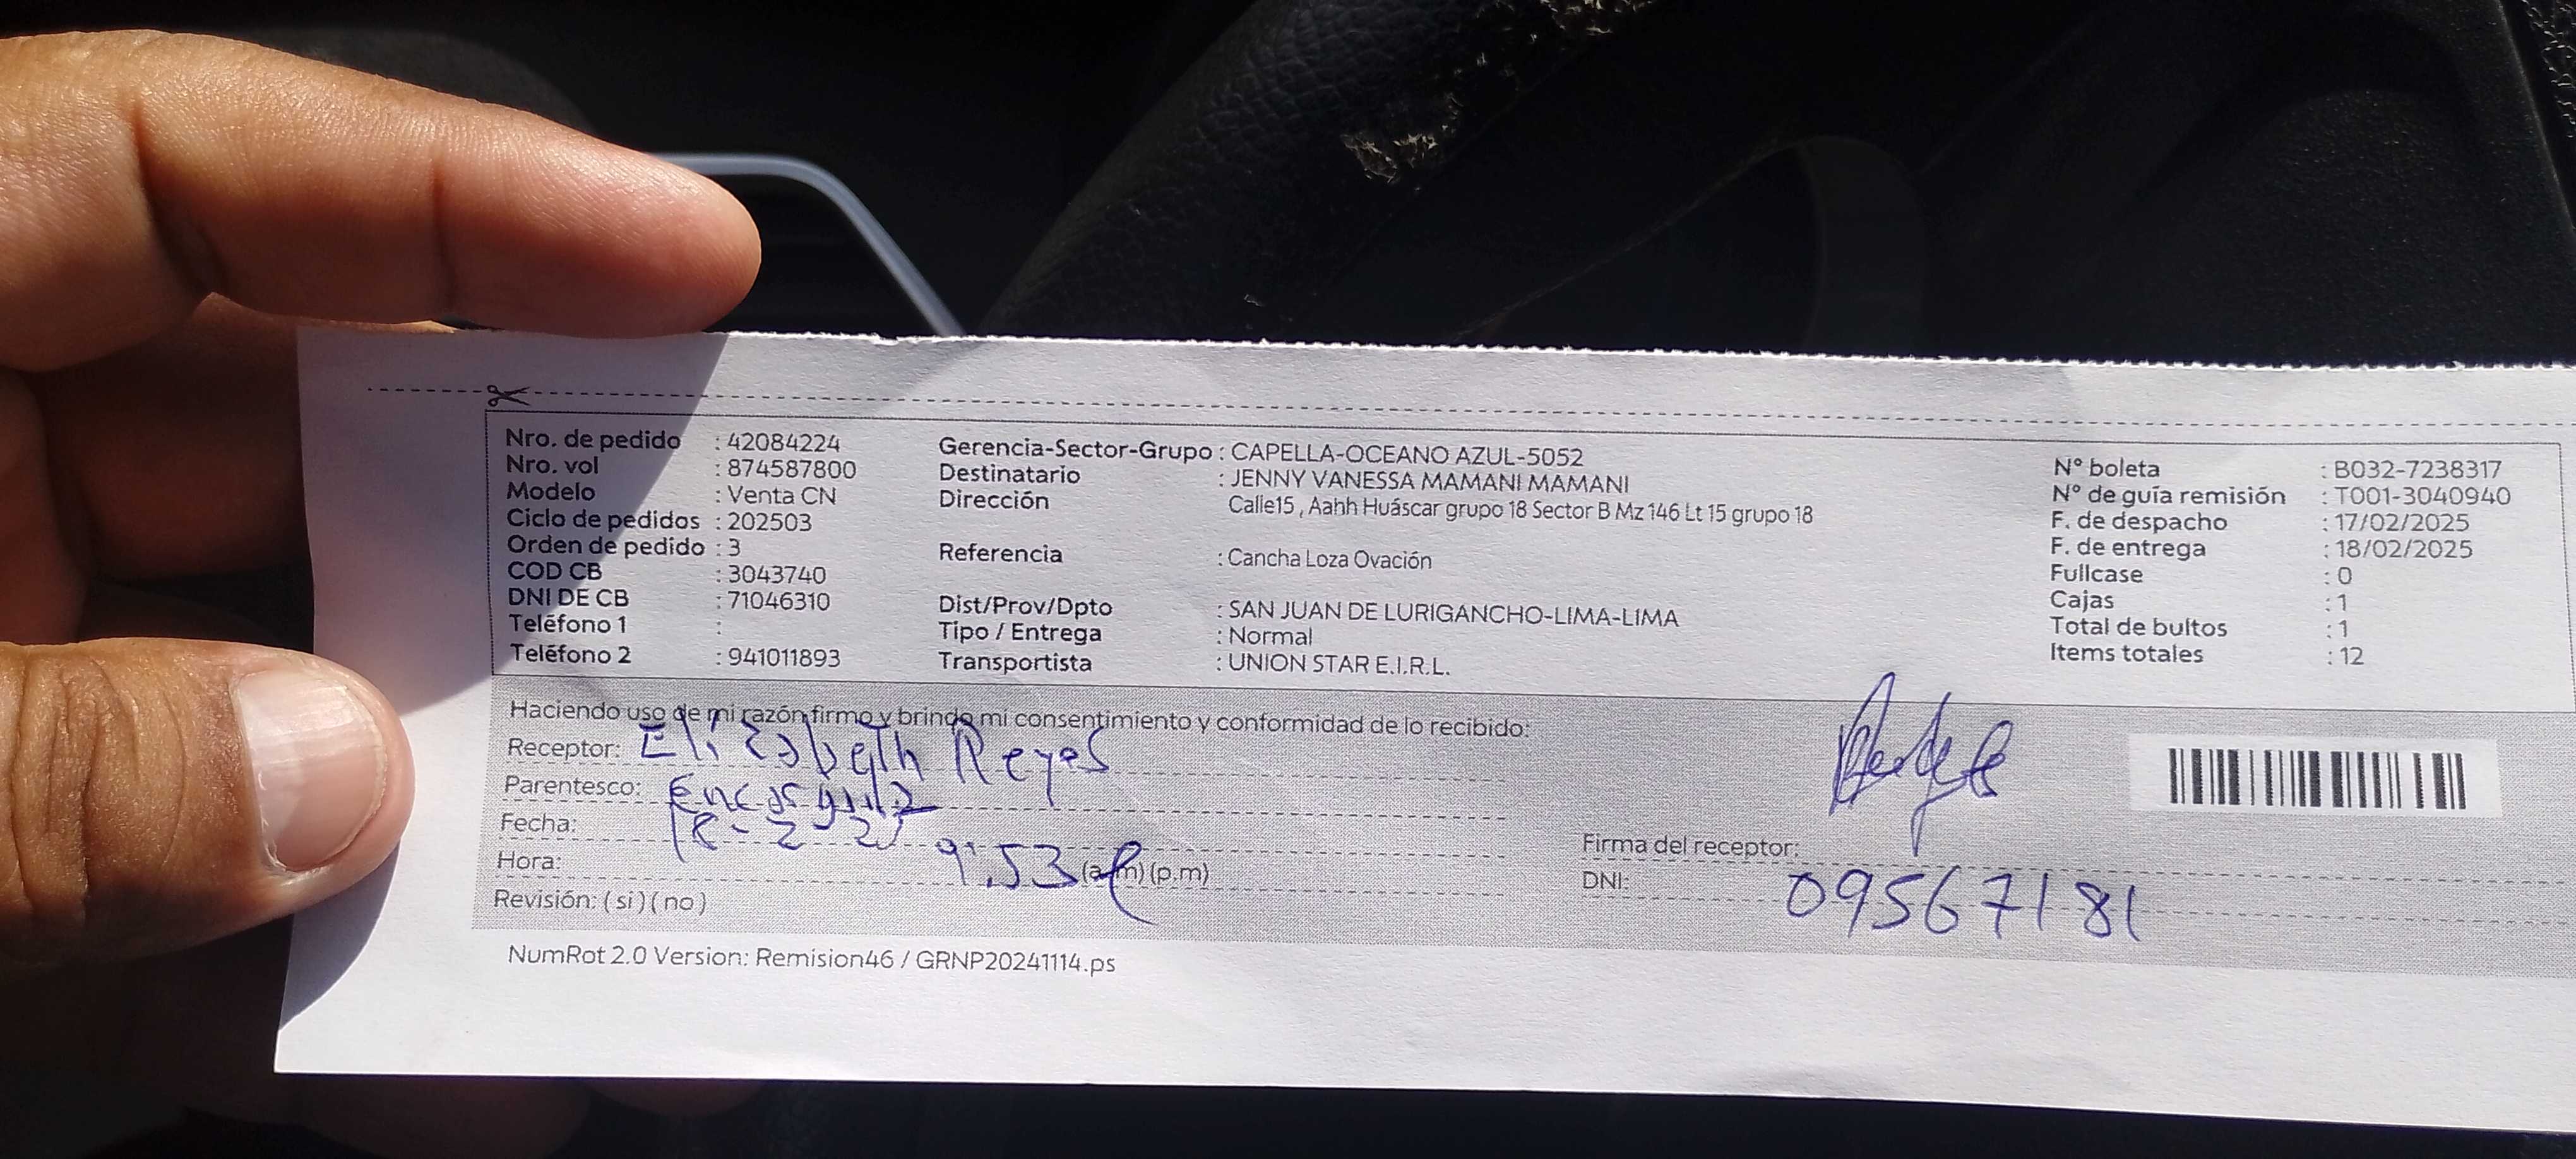 Nro. de pedido : 42084224
Nro. vol : 874587800
Modelo : Venta CN
Ciclo de pedidos : 202503
Orden de pedido : 3
COD CB : 3043740
DNI DE CB : 71046310
Teléfono 1 :
Teléfono 2 : 941011893
Gerencia-Sector-Grupo : CAPELLA-OCEANO AZUL-5052
Destinatario : JENNY VANESSA MAMANI MAMANI
Dirección Calle15 , Aahh Huáscar grupo 18 Sector B Mz 146 Lt 15 grupo 18
Referencia : Cancha Loza Ovación
Dist/Prov/Dpto : SAN JUAN DE LURIGANCHO-LIMA-LIMA
Tipo / Entrega : Normal
Transportista : UNION STAR E.I.R.L.
N° boleta : B032-7238317
N° de guía remisión : T001-3040940
F. de despacho : 17/02/2025
F. de entrega : 18/02/2025
Fullcase : 0
Cajas : 1
Total de bultos : 1
Items totales : 12
Haciendo uso de mi razón firmo y brindo mi consentimiento y conformidad de lo recibido:
Receptor: Elizabeth Reyes
Parentesco:
Fecha: 18-2-25
Hora: 9:53 (a.m) (p.m)
Revisión: ( si ) ( no )
Firma del receptor:
DNI: 09567181
NumRot 2.0 Version: Remision46 / GRNP20241114.ps